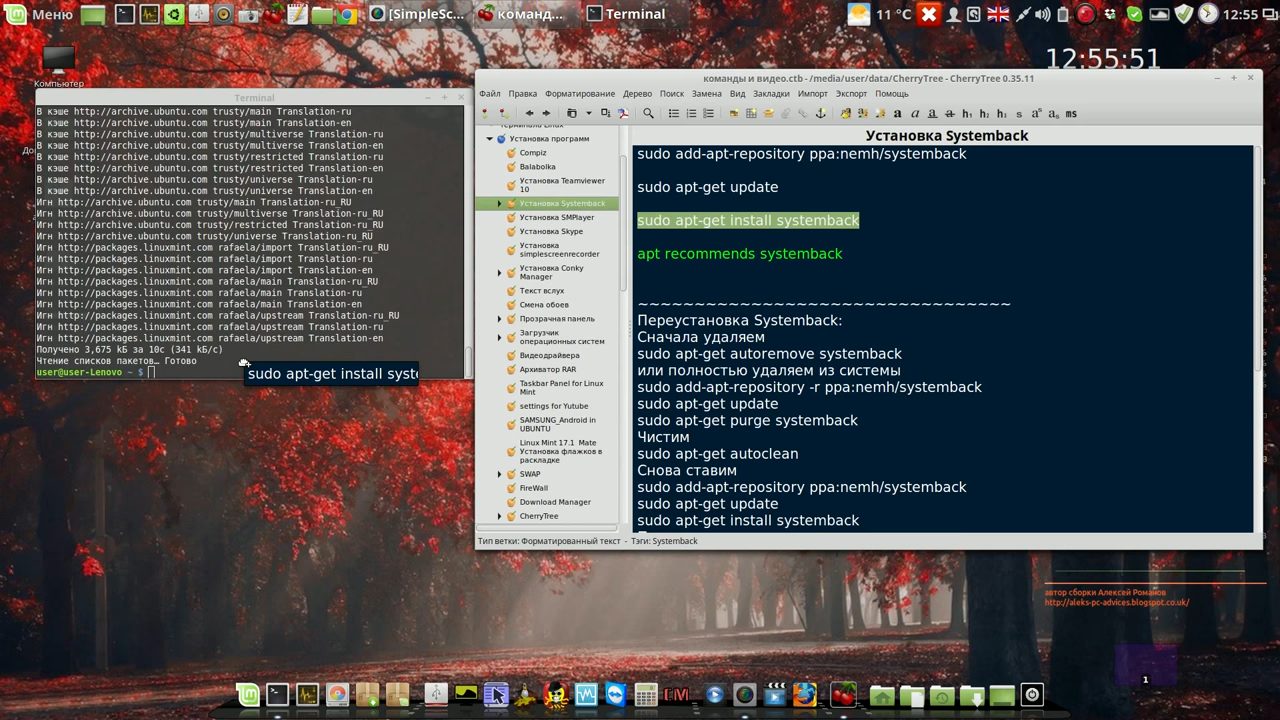 Меню
[SimpleSc...
команд...
Terminal
11 °C
12:55
12:55:51
Компьютер
Terminal
В кэше http://archive.ubuntu.com trusty/main Translation-ru
В кэше http://archive.ubuntu.com trusty/main Translation-en
В кэше http://archive.ubuntu.com trusty/multiverse Translation-ru
В кэше http://archive.ubuntu.com trusty/multiverse Translation-en
В кэше http://archive.ubuntu.com trusty/restricted Translation-ru
В кэше http://archive.ubuntu.com trusty/restricted Translation-en
В кэше http://archive.ubuntu.com trusty/universe Translation-ru
В кэше http://archive.ubuntu.com trusty/universe Translation-en
Игн http://archive.ubuntu.com trusty/main Translation-ru_RU
Игн http://archive.ubuntu.com trusty/multiverse Translation-ru_RU
Игн http://archive.ubuntu.com trusty/restricted Translation-ru_RU
Игн http://archive.ubuntu.com trusty/universe Translation-ru_RU
Игн http://packages.linuxmint.com rafaela/import Translation-ru_RU
Игн http://packages.linuxmint.com rafaela/import Translation-ru
Игн http://packages.linuxmint.com rafaela/import Translation-en
Игн http://packages.linuxmint.com rafaela/main Translation-ru_RU
Игн http://packages.linuxmint.com rafaela/main Translation-ru
Игн http://packages.linuxmint.com rafaela/main Translation-en
Игн http://packages.linuxmint.com rafaela/upstream Translation-ru_RU
Игн http://packages.linuxmint.com rafaela/upstream Translation-ru
Игн http://packages.linuxmint.com rafaela/upstream Translation-en
Получено 3,675 kБ за 10с (341 kБ/c)
Чтение списков пакетов… Готово
user@user-Lenovo ~ $
sudo apt-get install syste
команды и видео.ctb - /media/user/data/CherryTree - CherryTree 0.35.11
Файл Правка Форматирование Дерево Поиск Замена Вид Закладки Импорт Экспорт Помощь
a a a a h₁ h₂ h₃ s aˢ aₛ ms
Установка программ
Compiz
Balabolka
Установка Teamviewer
10
Установка Systemback
Установка SMPlayer
Установка Skype
Установка
simplescreenrecorder
Установка Conky
Manager
Текст вслух
Смена обоев
Прозрачная панель
Загрузчик
операционных систем
Видеодрайвера
Архиватор RAR
Taskbar Panel for Linux
Mint
settings for Yutube
SAMSUNG_Android in
UBUNTU
Linux Mint 17.1 Mate
Установка флажков в
раскладке
SWAP
FireWall
Download Manager
CherryTree
Установка Systemback
sudo add-apt-repository ppa:nemh/systemback
sudo apt-get update
sudo apt-get install systemback
apt recommends systemback
~~~~~~~~~~~~~~~~~~~~~~~~~~~~~~~~~
Переустановка Systemback:
Сначала удаляем
sudo apt-get autoremove systemback
или полностью удаляем из системы
sudo add-apt-repository -r ppa:nemh/systemback
sudo apt-get update
sudo apt-get purge systemback
Чистим
sudo apt-get autoclean
Снова ставим
sudo add-apt-repository ppa:nemh/systemback
sudo apt-get update
sudo apt-get install systemback
Тип ветки: Форматированный текст - Тэги: Systemback
автор сборки Алексей Романов
http://aleks-pc-advices.blogspot.co.uk/
1